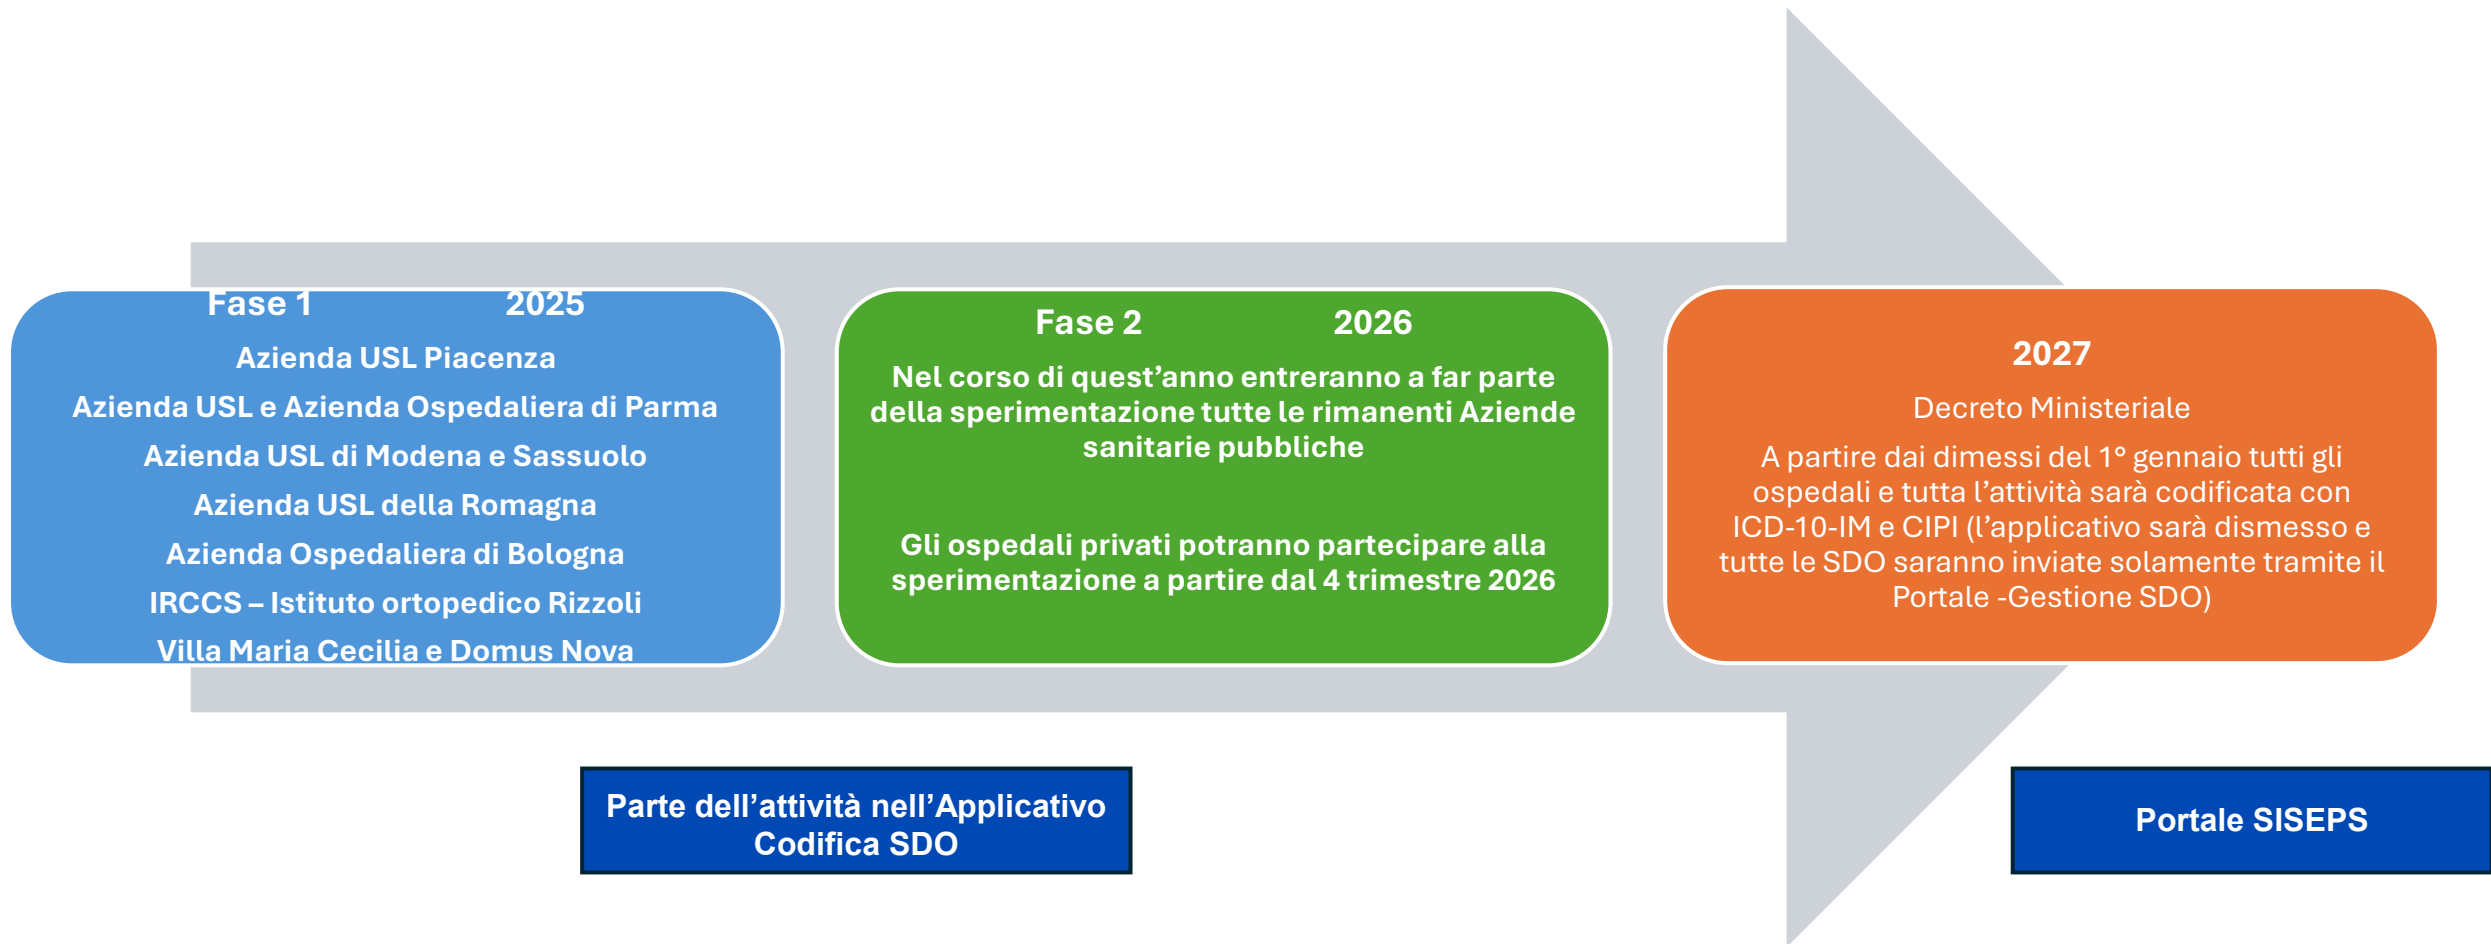 Fase 1 2025
Azienda USL Piacenza
Azienda USL e Azienda Ospedaliera di Parma
Azienda USL di Modena e Sassuolo
Azienda USL della Romagna
Azienda Ospedaliera di Bologna
IRCCS – Istituto ortopedico Rizzoli
Villa Maria Cecilia e Domus Nova
Fase 2 2026
Nel corso di quest’anno entreranno a far parte
della sperimentazione tutte le rimanenti Aziende
sanitarie pubbliche
Gli ospedali privati potranno partecipare alla
sperimentazione a partire dal 4 trimestre 2026
2027
Decreto Ministeriale
A partire dai dimessi del 1° gennaio tutti gli
ospedali e tutta l’attività sarà codificata con
ICD-10-IM e CIPI (l’applicativo sarà dismesso e
tutte le SDO saranno inviate solamente tramite il
Portale -Gestione SDO)
Parte dell’attività nell’Applicativo
Codifica SDO
Portale SISEPS